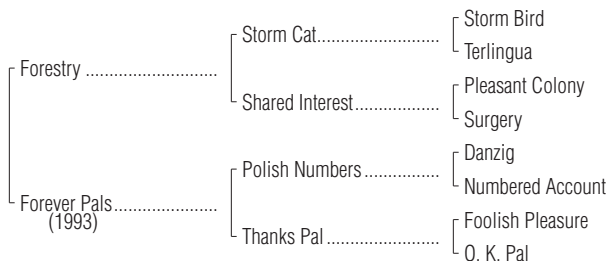 Storm Bird
Storm Cat..........................
Terlingua
Forestry ............................
Pleasant Colony
Shared Interest..................
Surgery
Danzig
Polish Numbers................
Numbered Account
Forever Pals......................
(1993)
Foolish Pleasure
Thanks Pal ........................
O. K. Pal